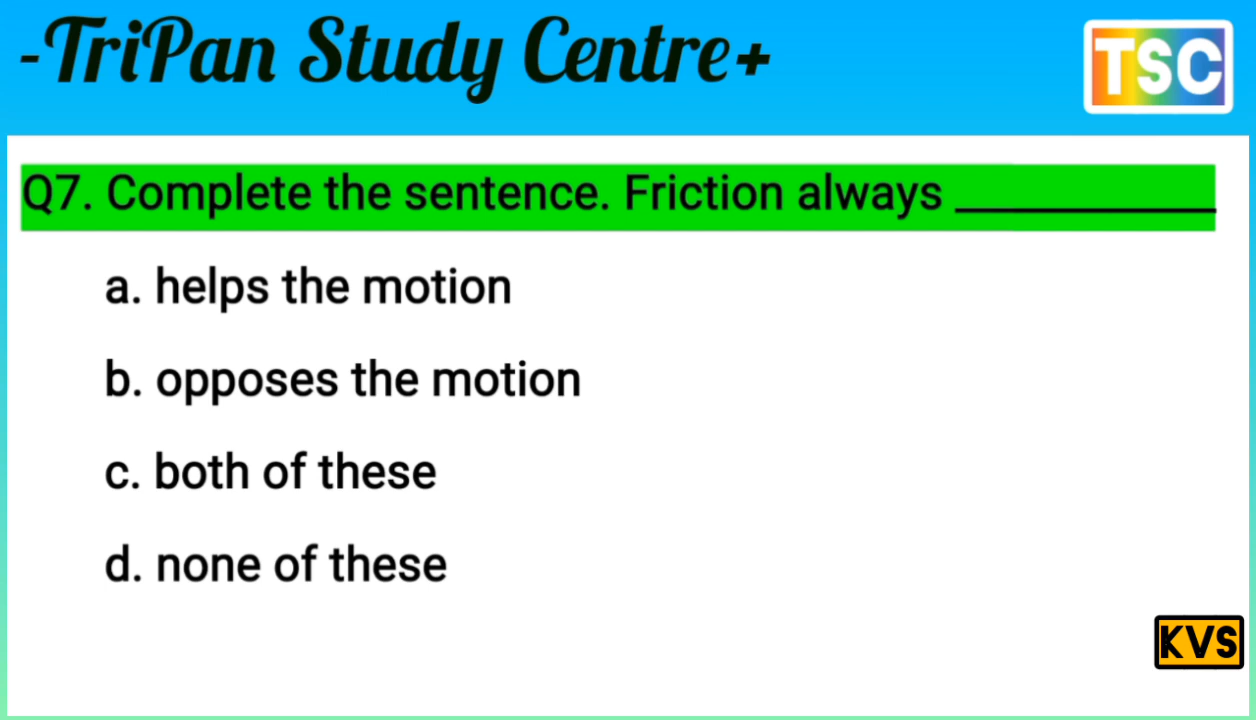 -TriPan Study Centre+
TSC
Q7. Complete the sentence. Friction always ___________
a. helps the motion
b. opposes the motion
c. both of these
d. none of these
KVS